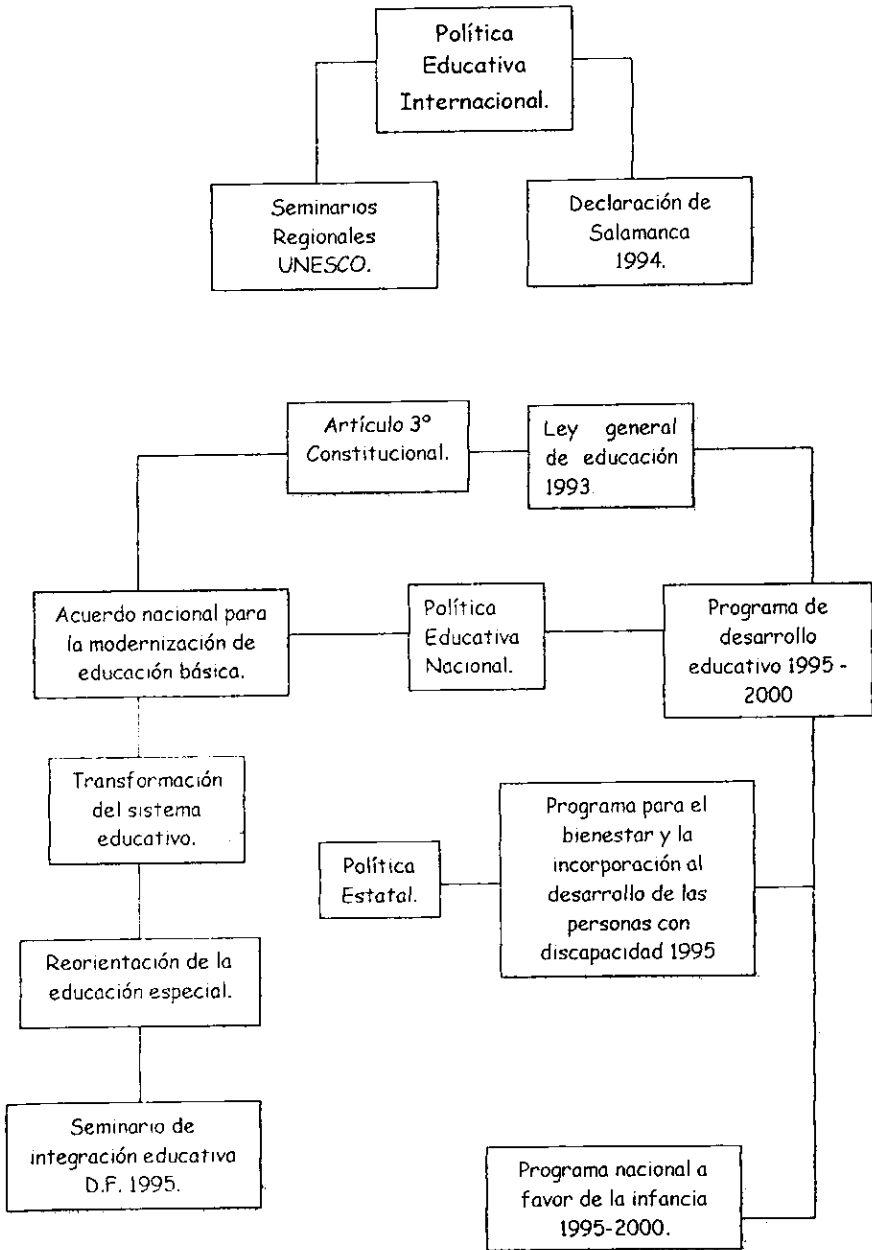 Política
Educativa
Internacional.
Seminarios
Regionales
UNESCO.
Declaración de
Salamanca
1994.
Artículo 3º
Constitucional.
Ley general
de educación
1993.
Acuerdo nacional para
la modernización de
educación básica.
Política
Educativa
Nacional.
Programa de
desarrollo
educativo 1995 -
2000
Transformación
del sistema
educativo.
Política
Estatal.
Programa para el
bienestar y la
incorporación al
desarrollo de las
personas con
discapacidad 1995
Reorientación de la
educación especial.
Seminario de
integración educativa
D.F. 1995.
Programa nacional a
favor de la infancia
1995-2000.